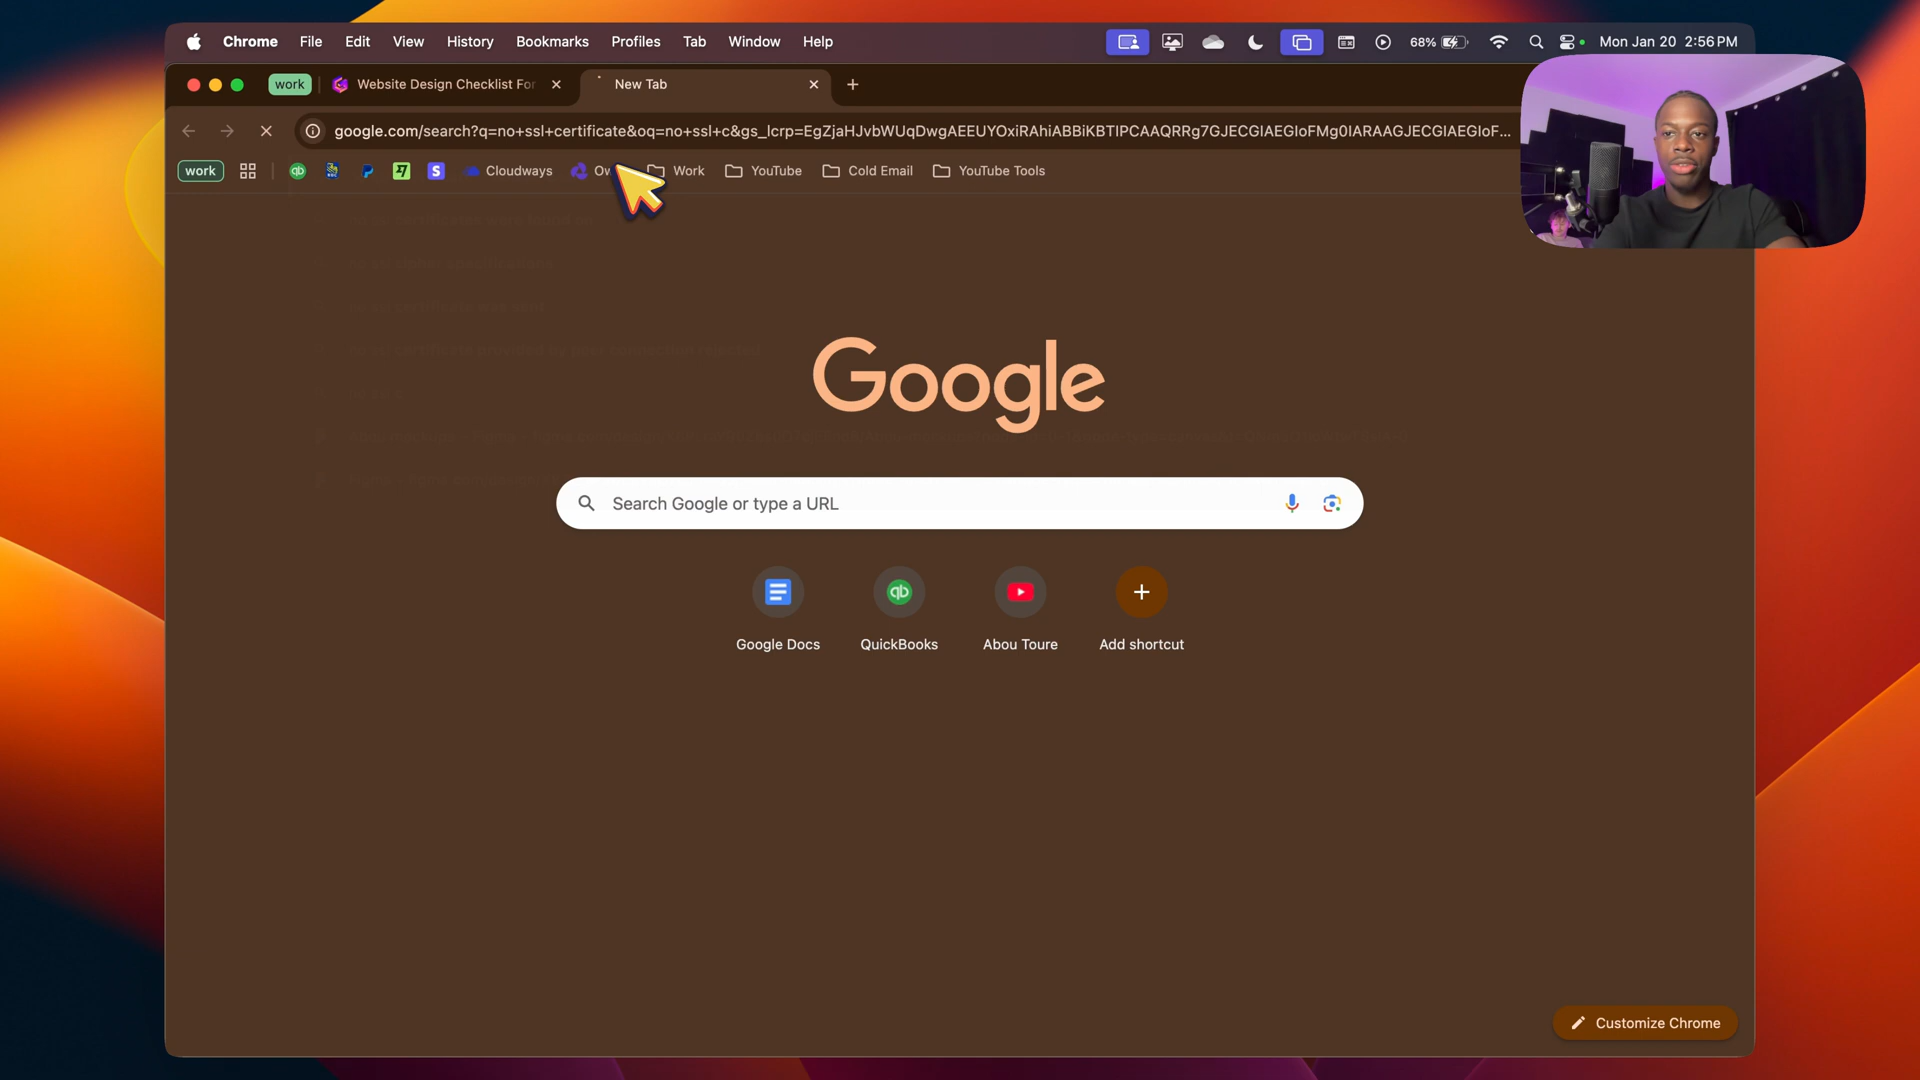 Chrome File Edit View History Bookmarks Profiles Tab Window Help 68% Mon Jan 20 2:56 PM
work Website Design Checklist For New Tab
google.com/search?q=no+ssl+certificate&oq=no+ssl+c&gs_lcrp=EgZjaHJvbWUqDwgAEEUYOxiRAhiABBiKBTIPCAAQRRg7GJECGIAEGIoFMg0IARAAGJECGIAEGIoF...
work Cloudways Work YouTube Cold Email YouTube Tools
Google
Search Google or type a URL
Google Docs QuickBooks Abou Toure Add shortcut
Customize Chrome